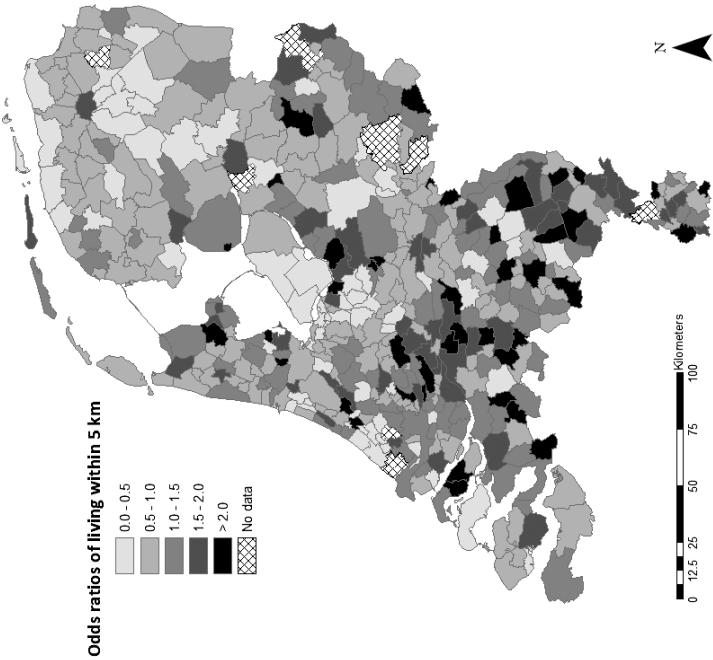 Odds ratios of living within 5 km
0.0 - 0.5
0.5 - 1.0
1.0 - 1.5
1.5 - 2.0
> 2.0
No data
N
Kilometers
0 12.5 25 50 75 100